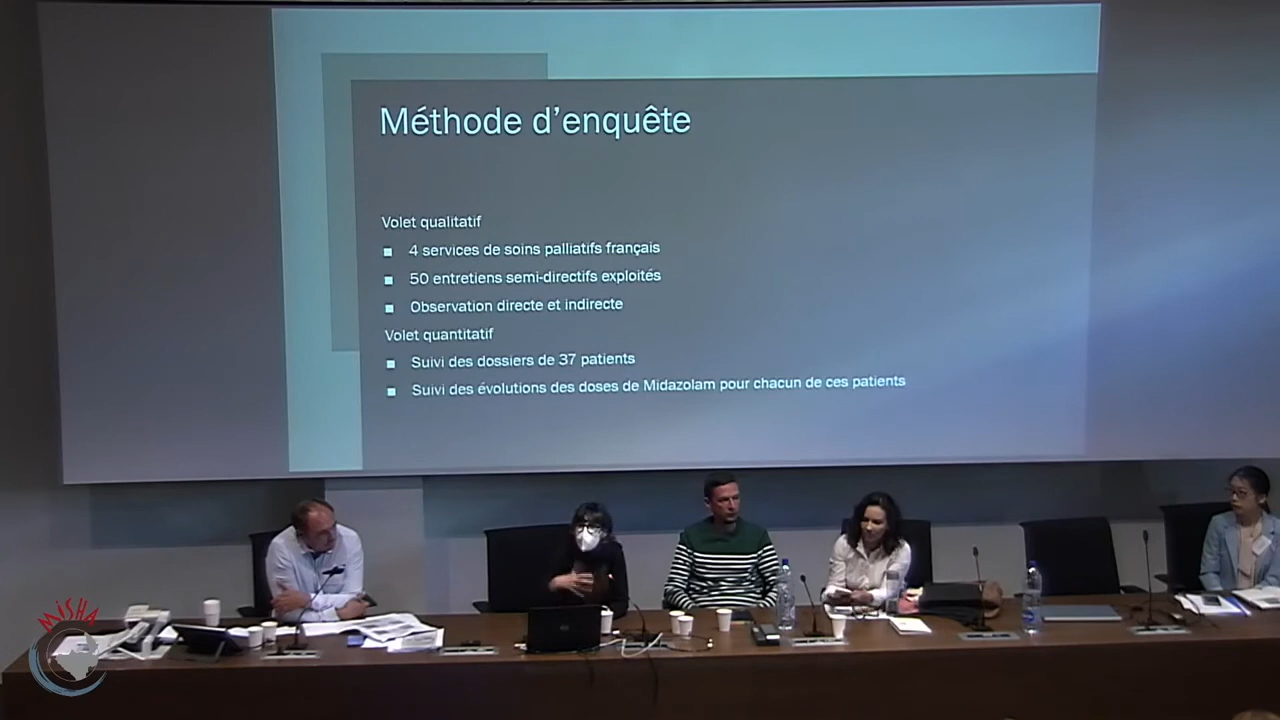 Méthode d'enquête
Volet qualitatif
4 services de soins palliatifs français
50 entretiens semi-directifs exploités
Observation directe et indirecte
Volet quantitatif
Suivi des dossiers de 37 patients
Suivi des évolutions des doses de Midazolam pour chacun de ces patients
MiSHA